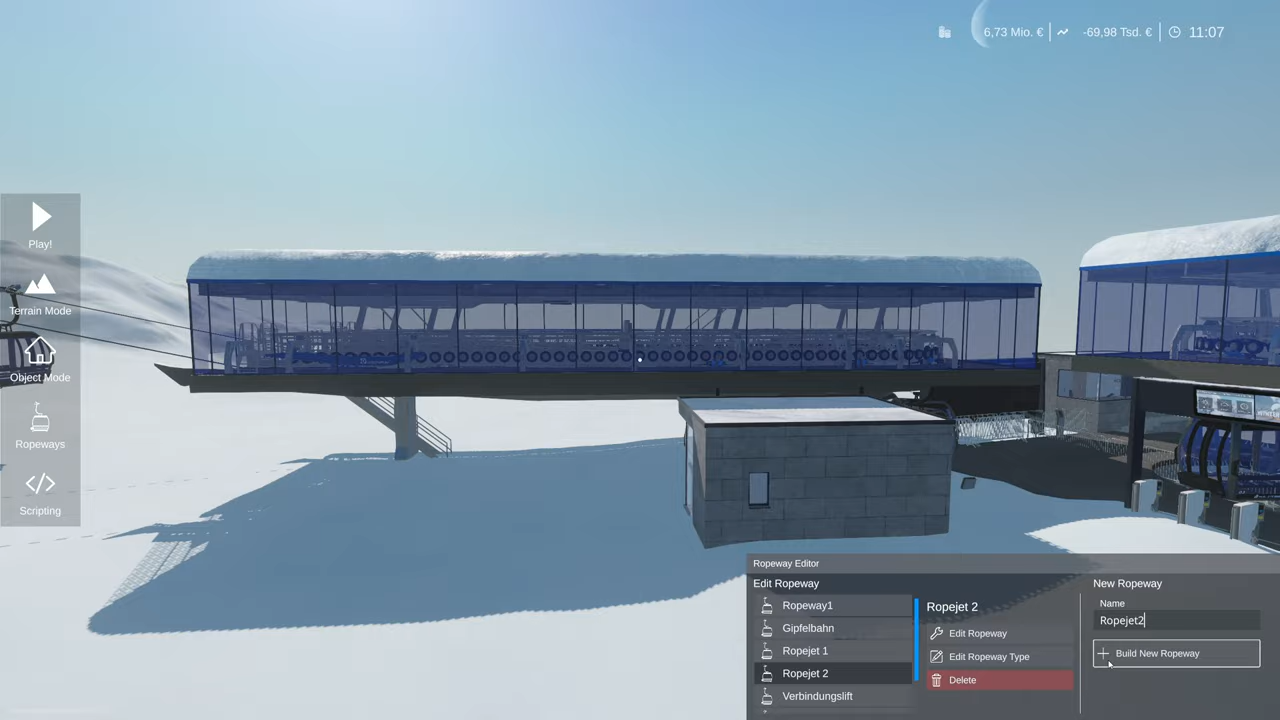 6,73 Mio. €
-69,98 Tsd. €
11:07
Play!
Terrain Mode
Object Mode
Ropeways
Scripting
Ropeway Editor
Edit Ropeway
Ropeway1
Gipfelbahn
Ropejet 1
Ropejet 2
Verbindungslift
Ropejet 2
Edit Ropeway
Edit Ropeway Type
Delete
New Ropeway
Name
Ropejet2
Build New Ropeway